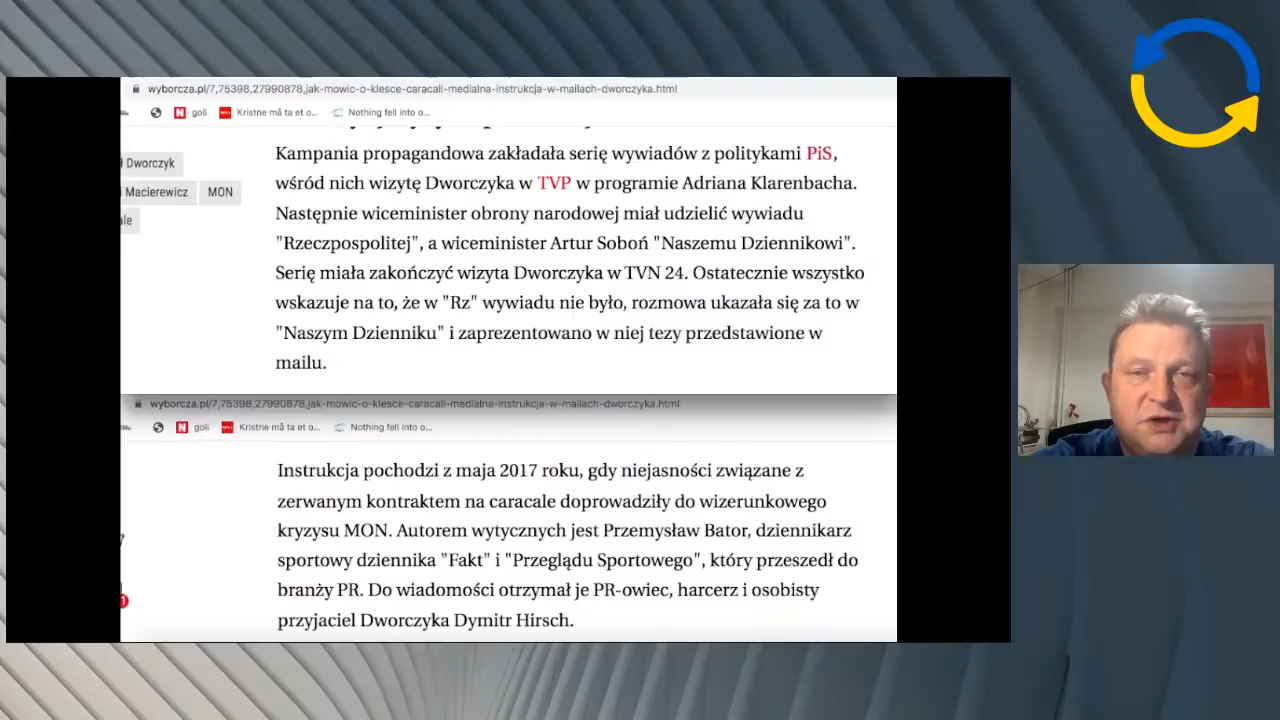 wyborcza.pl/7,75398,27990878,jak-mowic-o-klesce-caracali-medialna-instrukcja-w-mailach-dworczyka.html
goli
Kristne må ta et o...
Nothing fell into o...
Dworczyk
Macierewicz
MON
Kampania propagandowa zakładała serię wywiadów z politykami PiS,
wśród nich wizytę Dworczyka w TVP w programie Adriana Klarenbacha.
Następnie wiceminister obrony narodowej miał udzielić wywiadu
"Rzeczpospolitej", a wiceminister Artur Soboń "Naszemu Dziennikowi".
Serię miała zakończyć wizyta Dworczyka w TVN 24. Ostatecznie wszystko
wskazuje na to, że w "Rz" wywiadu nie było, rozmowa ukazała się za to w
"Naszym Dzienniku" i zaprezentowano w niej tezy przedstawione w
mailu.
wyborcza.pl/7,75398,27990878,jak-mowic-o-klesce-caracali-medialna-instrukcja-w-mailach-dworczyka.html
goli
Kristne må ta et o...
Nothing fell into o...
Instrukcja pochodzi z maja 2017 roku, gdy niejasności związane z
zerwanym kontraktem na caracale doprowadziły do wizerunkowego
kryzysu MON. Autorem wytycznych jest Przemysław Bator, dziennikarz
sportowy dziennika "Fakt" i "Przeglądu Sportowego", który przeszedł do
branży PR. Do wiadomości otrzymał je PR-owiec, harcerz i osobisty
przyjaciel Dworczyka Dymitr Hirsch.